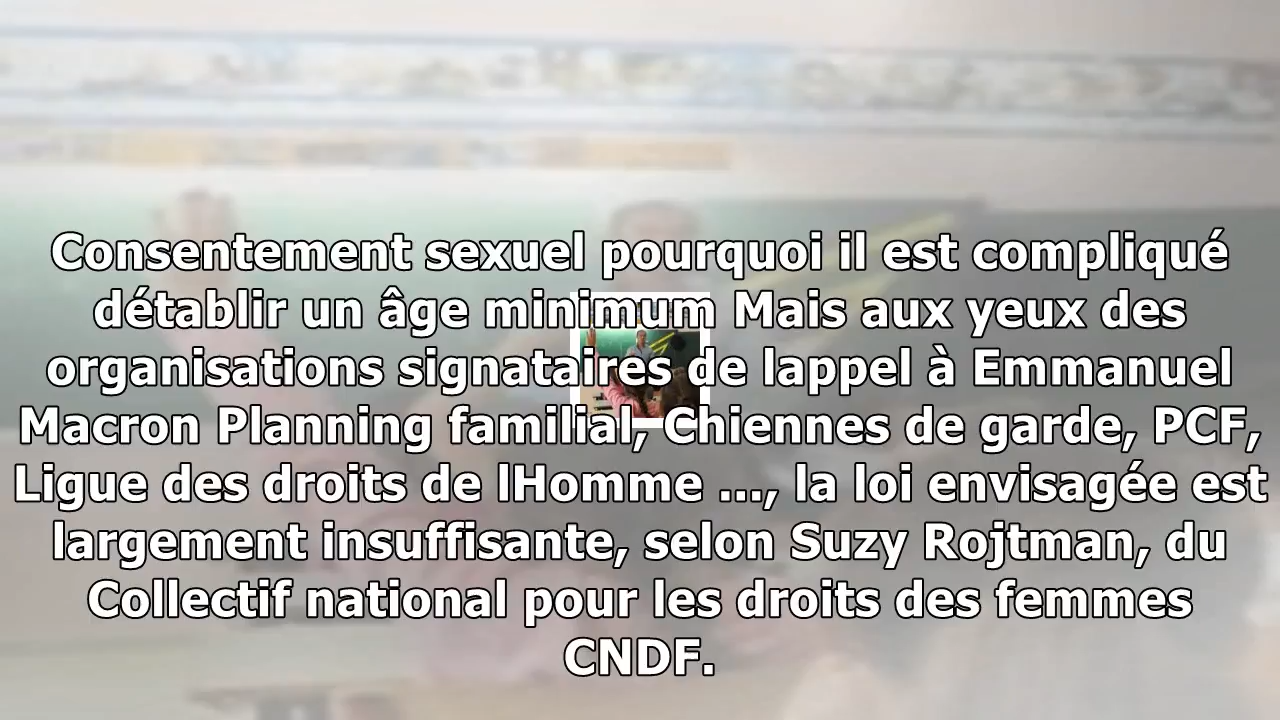 Consentement sexuel pourquoi il est compliqué
détablir un âge minimum Mais aux yeux des
organisations signataires de lappel à Emmanuel
Macron Planning familial, Chiennes de garde, PCF,
Ligue des droits de lHomme ..., la loi envisagée est
largement insuffisante, selon Suzy Rojtman, du
Collectif national pour les droits des femmes
CNDF.